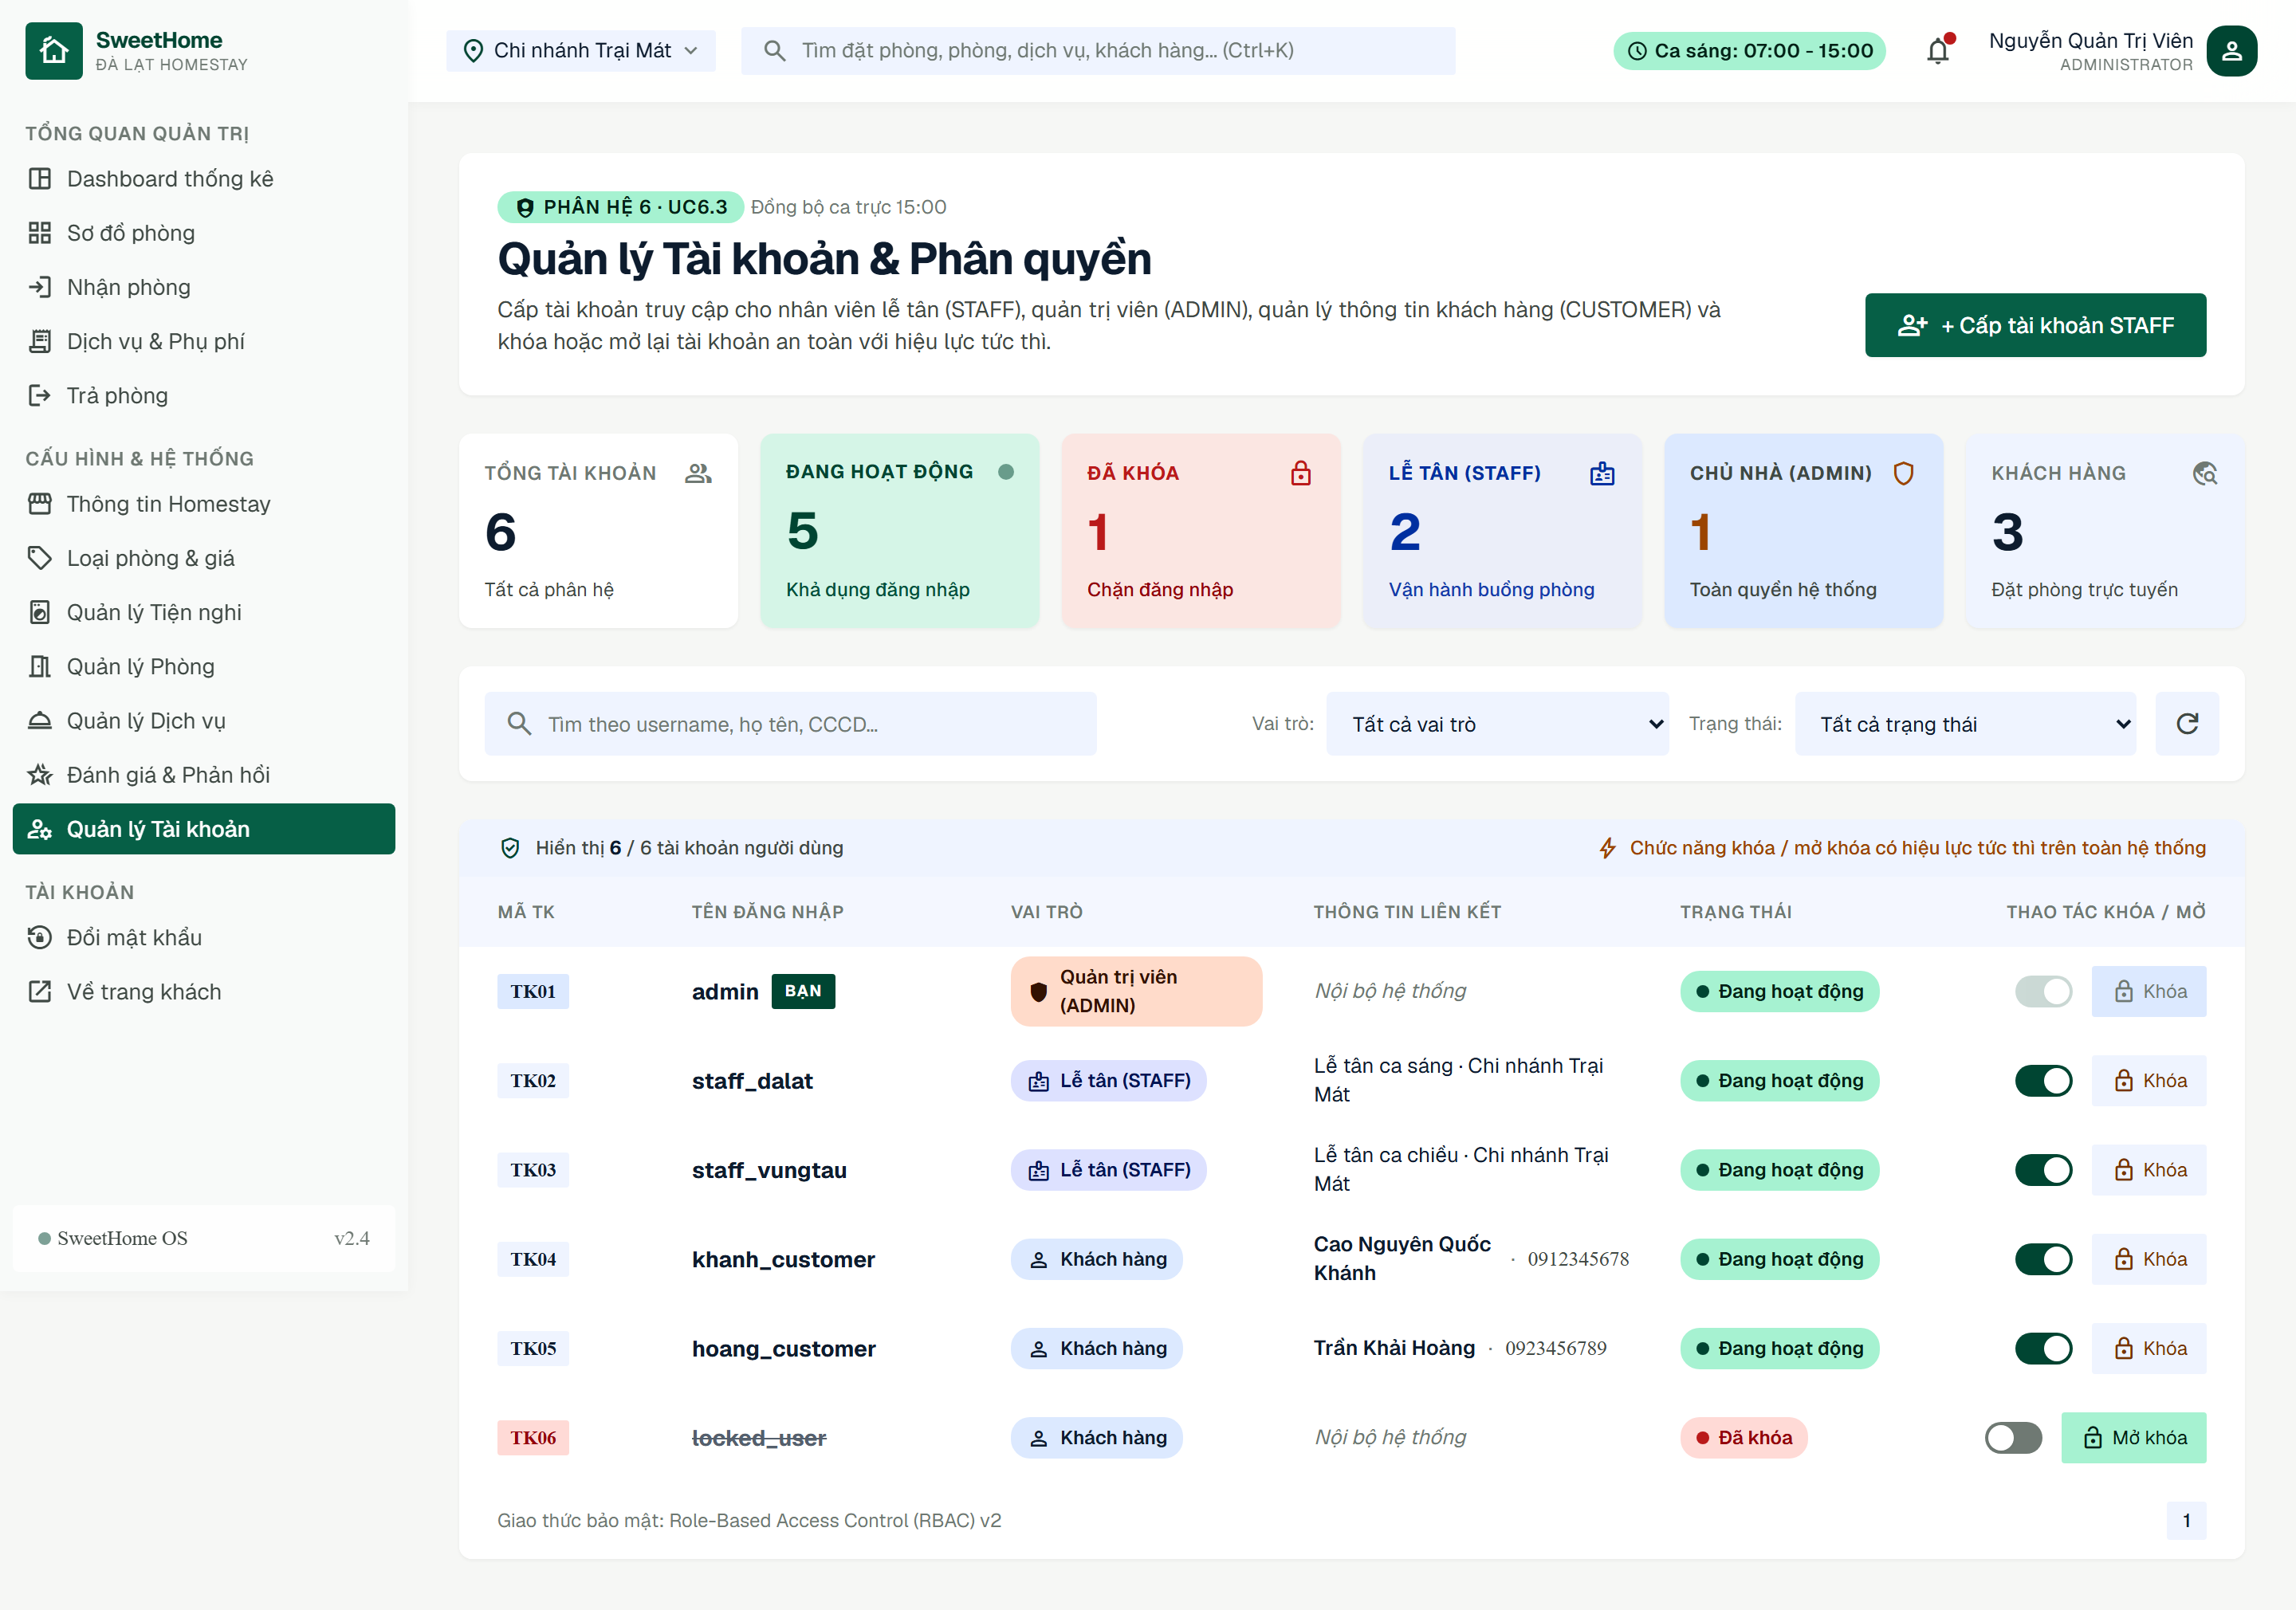 SweetHome
ĐÀ LẠT HOMESTAY
Chi nhánh Trại Mát
Tìm đặt phòng, phòng, dịch vụ, khách hàng... (Ctrl+K)
Ca sáng: 07:00 - 15:00
Nguyễn Quản Trị Viên
ADMINISTRATOR
TỔNG QUAN QUẢN TRỊ
Dashboard thống kê
Sơ đồ phòng
Nhận phòng
Dịch vụ & Phụ phí
Trả phòng
CẤU HÌNH & HỆ THỐNG
Thông tin Homestay
Loại phòng & giá
Quản lý Tiện nghi
Quản lý Phòng
Quản lý Dịch vụ
Đánh giá & Phản hồi
Quản lý Tài khoản
TÀI KHOẢN
Đổi mật khẩu
Về trang khách
SweetHome OS v2.4
PHÂN HỆ 6 · UC6.3 Đồng bộ ca trực 15:00
Quản lý Tài khoản & Phân quyền
Cấp tài khoản truy cập cho nhân viên lễ tân (STAFF), quản trị viên (ADMIN), quản lý thông tin khách hàng (CUSTOMER) và
khóa hoặc mở lại tài khoản an toàn với hiệu lực tức thì.
+ Cấp tài khoản STAFF
TỔNG TÀI KHOẢN
6
Tất cả phân hệ
ĐANG HOẠT ĐỘNG
5
Khả dụng đăng nhập
ĐÃ KHÓA
1
Chặn đăng nhập
LỄ TÂN (STAFF)
2
Vận hành buồng phòng
CHỦ NHÀ (ADMIN)
1
Toàn quyền hệ thống
KHÁCH HÀNG
3
Đặt phòng trực tuyến
Tìm theo username, họ tên, CCCD...
Vai trò: Tất cả vai trò
Trạng thái: Tất cả trạng thái
Hiển thị 6 / 6 tài khoản người dùng
Chức năng khóa / mở khóa có hiệu lực tức thì trên toàn hệ thống
MÃ TK TÊN ĐĂNG NHẬP VAI TRÒ THÔNG TIN LIÊN KẾT TRẠNG THÁI THAO TÁC KHÓA / MỞ
TK01 admin BẠN Quản trị viên
(ADMIN) Nội bộ hệ thống Đang hoạt động Khóa
TK02 staff_dalat Lễ tân (STAFF) Lễ tân ca sáng · Chi nhánh Trại
Mát Đang hoạt động Khóa
TK03 staff_vungtau Lễ tân (STAFF) Lễ tân ca chiều · Chi nhánh Trại
Mát Đang hoạt động Khóa
TK04 khanh_customer Khách hàng Cao Nguyên Quốc
Khánh · 0912345678 Đang hoạt động Khóa
TK05 hoang_customer Khách hàng Trần Khải Hoàng · 0923456789 Đang hoạt động Khóa
TK06 locked_user Khách hàng Nội bộ hệ thống Đã khóa Mở khóa
Giao thức bảo mật: Role-Based Access Control (RBAC) v2
1